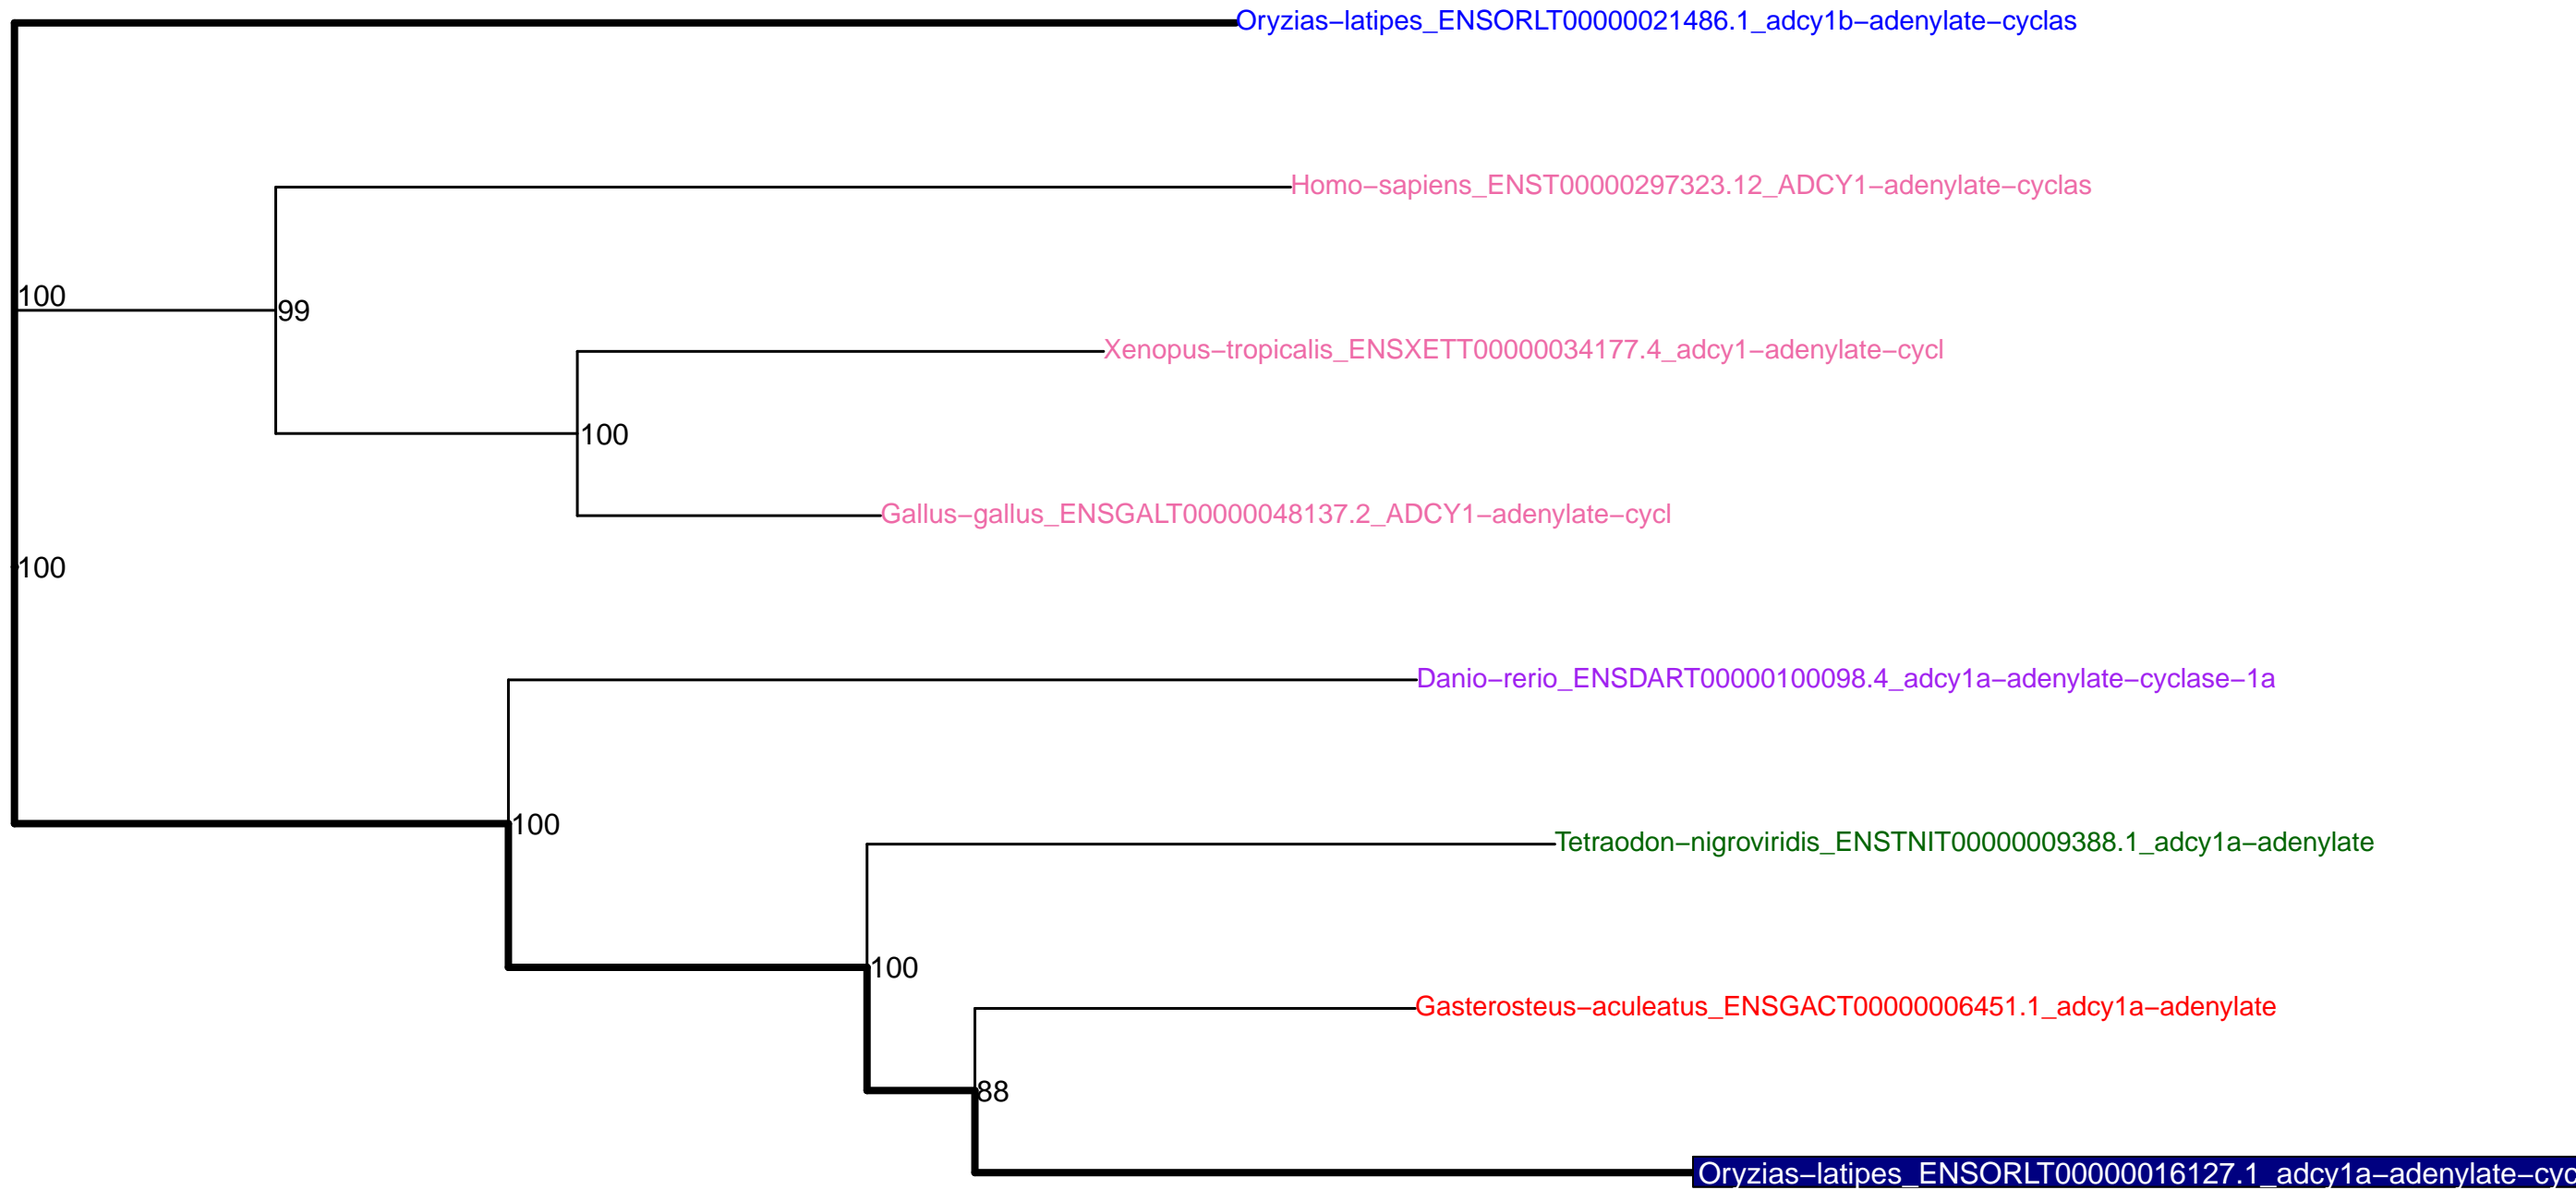 Oryzias−latipes_ENSORLT00000021486.1_adcy1b−adenylate−cyclas
Homo−sapiens_ENST00000297323.12_ADCY1−adenylate−cyclas
100
99
Xenopus−tropicalis_ENSXETT00000034177.4_adcy1−adenylate−cycl
100
Gallus−gallus_ENSGALT00000048137.2_ADCY1−adenylate−cycl
100
Danio−rerio_ENSDART00000100098.4_adcy1a−adenylate−cyclase−1a
100
Tetraodon−nigroviridis_ENSTNIT00000009388.1_adcy1a−adenylate
100
Gasterosteus−aculeatus_ENSGACT00000006451.1_adcy1a−adenylate
88
Oryzias−latipes_ENSORLT00000016127.1_adcy1a−adenylate−cyc